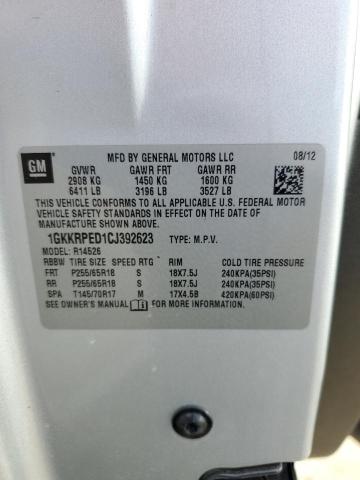 GM
MFD BY GENERAL MOTORS LLC 08/12
GVWR GAWR FRT GAWR RR
2908 KG 1450 KG 1600 KG
6411 LB 3196 LB 3527 LB
THIS VEHICLE CONFORMS TO ALL APPLICABLE U.S. FEDERAL MOTOR
VEHICLE SAFETY STANDARDS IN EFFECT ON THE DATE OF
MANUFACTURE SHOWN ABOVE.
1GKKRPED1CJ392623 TYPE: M.P.V.
MODEL: R14526
RBBW TIRE SIZE SPEED RTG RIM COLD TIRE PRESSURE
FRT P255/65R18 S 18X7.5J 240KPA(35PSI)
RR P255/65R18 S 18X7.5J 240KPA(35PSI)
SPA T145/70R17 M 17X4.5B 420KPA(60PSI)
SEE OWNER'S MANUAL FOR MORE INFORMATION.